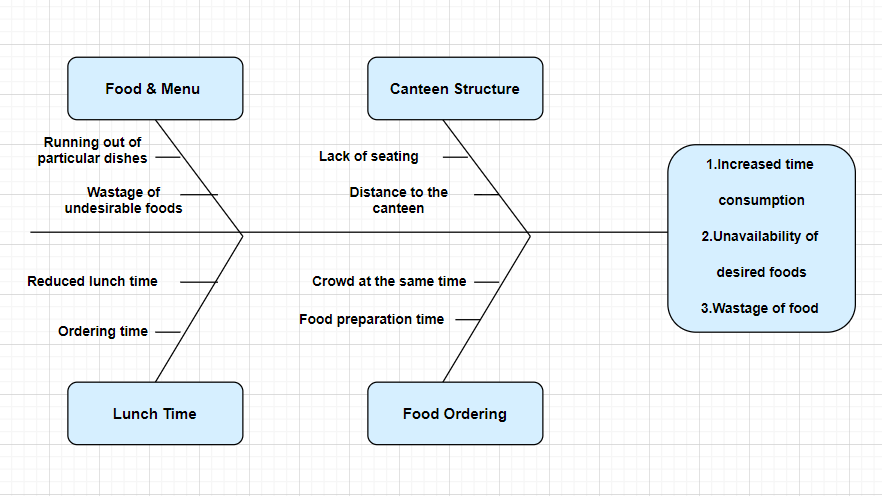 Food & Menu
Canteen Structure
Running out of
particular dishes
Wastage of
undesirable foods
Lack of seating
Distance to the
canteen
1.Increased time
consumption
2.Unavailability of
desired foods
3.Wastage of food
Reduced lunch time
Ordering time
Crowd at the same time
Food preparation time
Lunch Time
Food Ordering